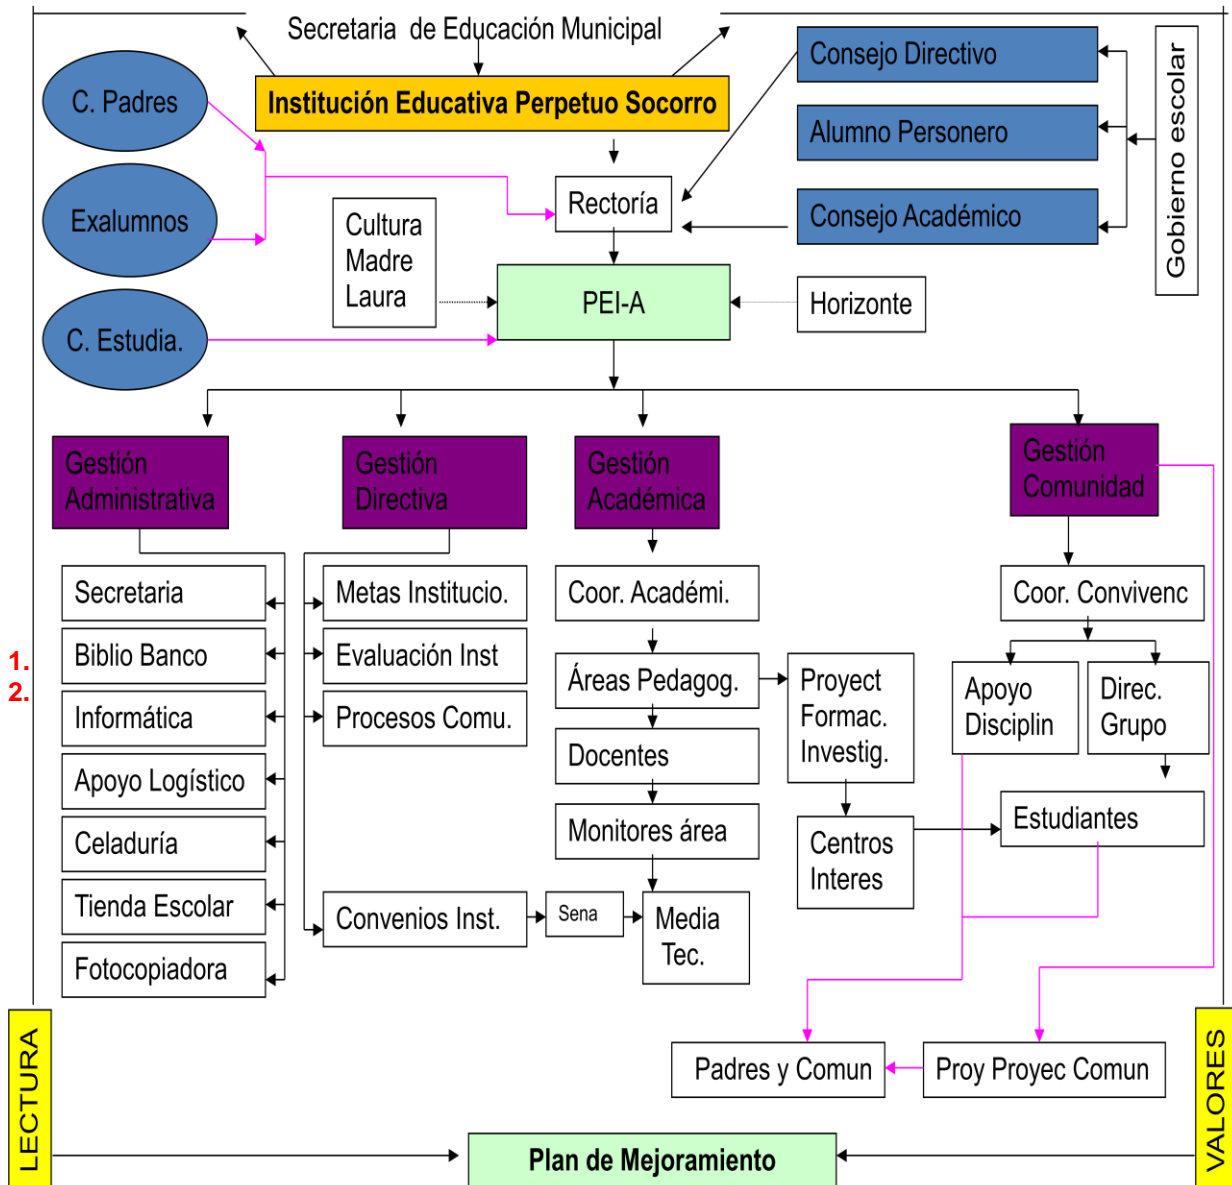 Secretaria de Educación Municipal
Institución Educativa Perpetuo Socorro
C. Padres
Exalumnos
C. Estudia.
Consejo Directivo
Alumno Personero
Consejo Académico
Gobierno escolar
Rectoría
Cultura
Madre
Laura
PEI-A
Horizonte
Gestión
Administrativa
Gestión
Directiva
Gestión
Académica
Gestión
Comunidad
Secretaria
Biblio Banco
Informática
Apoyo Logístico
Celaduría
Tienda Escolar
Fotocopiadora
Metas Institucio.
Evaluación Inst
Procesos Comu.
Convenios Inst.
Sena
Coor. Académi.
Áreas Pedagog.
Docentes
Monitores área
Media
Tec.
Proyect
Formac.
Investig.
Centros
Interes
Coor. Convivenc
Apoyo
Disciplin
Direc.
Grupo
Estudiantes
1.
2.
Padres y Comun
Proy Proyec Comun
LECTURA
VALORES
Plan de Mejoramiento